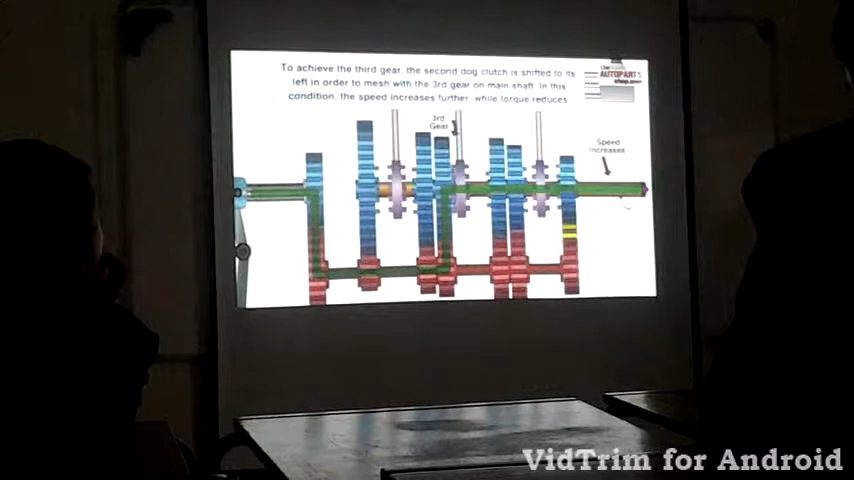 To achieve the third gear, the second dog clutch is shifted to its
left in order to mesh with the 3rd gear on main shaft. In this
condition, the speed increases further, while torque reduces
AUTOPARTS
3rd
Gear
Speed
Increases
VidTrim for Android